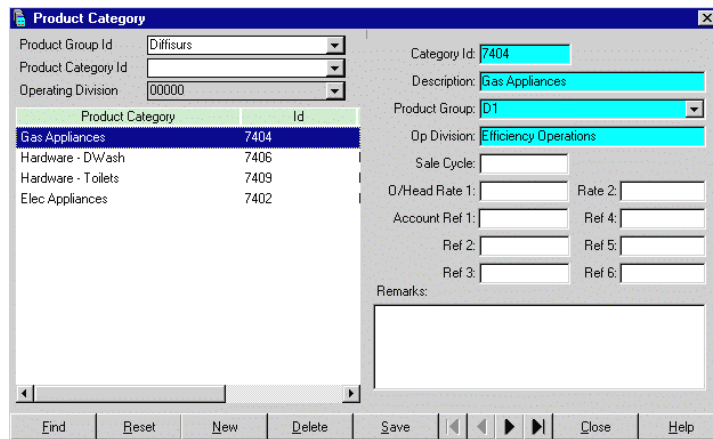 Product Category
Product Group Id Diffisurs
Product Category Id
Operating Division 00000
Product Category Id
Gas Appliances 7404
Hardware - DWash 7406
Hardware - Toilets 7409
Elec Appliances 7402
Category Id: 7404
Description: Gas Appliances
Product Group: D1
Op Division: Efficiency Operations
Sale Cycle:
O/Head Rate 1: Rate 2:
Account Ref 1: Ref 4:
Ref 2: Ref 5:
Ref 3: Ref 6:
Remarks:
Find Reset New Delete Save Close Help